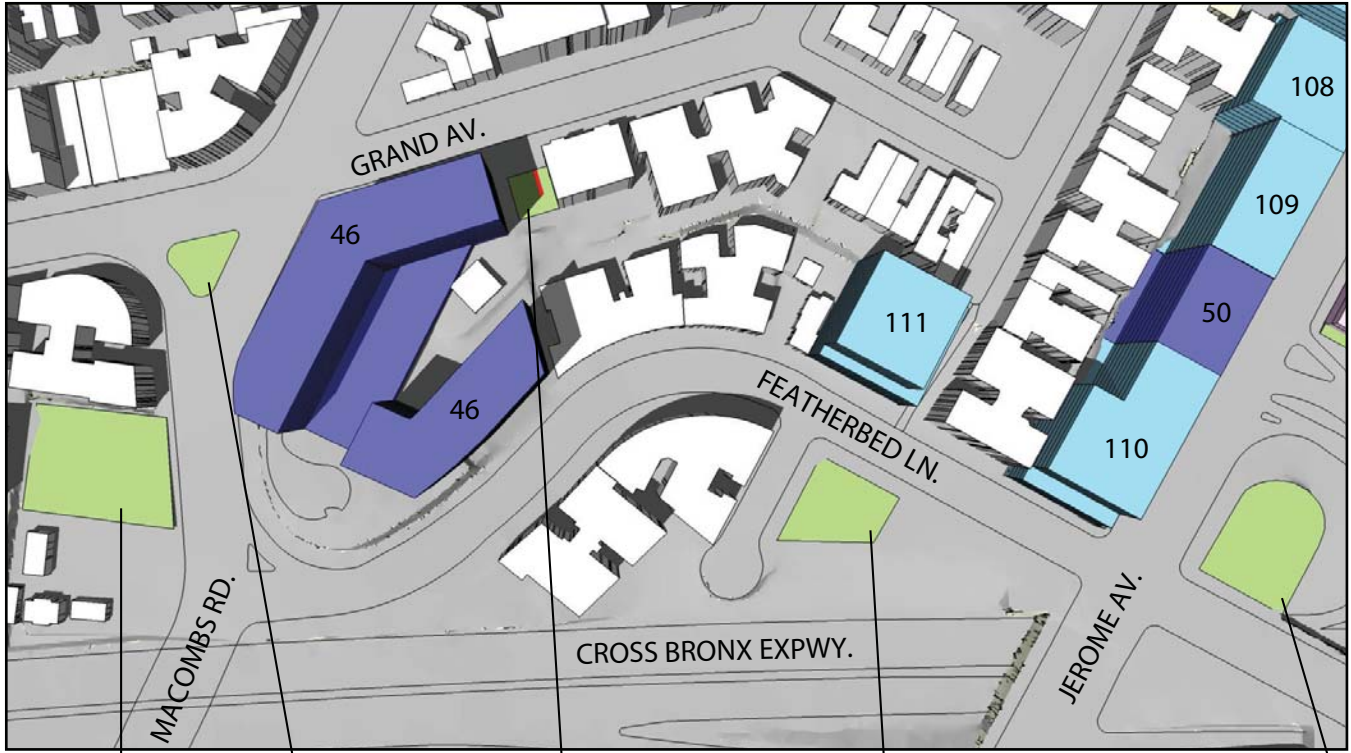 108
GRAND AV.
109
46
50
111
46
FEATHERBED LN.
110
MACOMBS RD.
CROSS BRONX EXPWY.
JEROME AV.